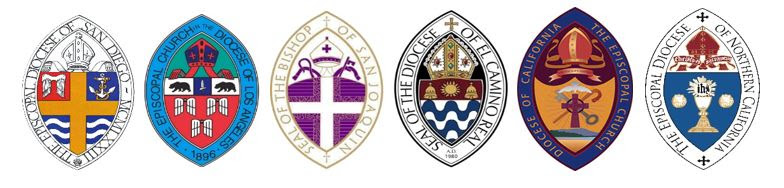 THE EPISCOPAL DIOCESE OF SAN DIEGO - MCMLXXIII
THE EPISCOPAL CHURCH IN THE DIOCESE OF LOS ANGELES
· 1896 ·
SEAL OF THE BISHOP OF SAN JOAQUIN
SEAL OF THE DIOCESE OF EL CAMINO REAL
A.D.
1980
DIOCESE OF CALIFORNIA
THE EPISCOPAL CHURCH
THE EPISCOPAL DIOCESE OF NORTHERN CALIFORNIA
ihs